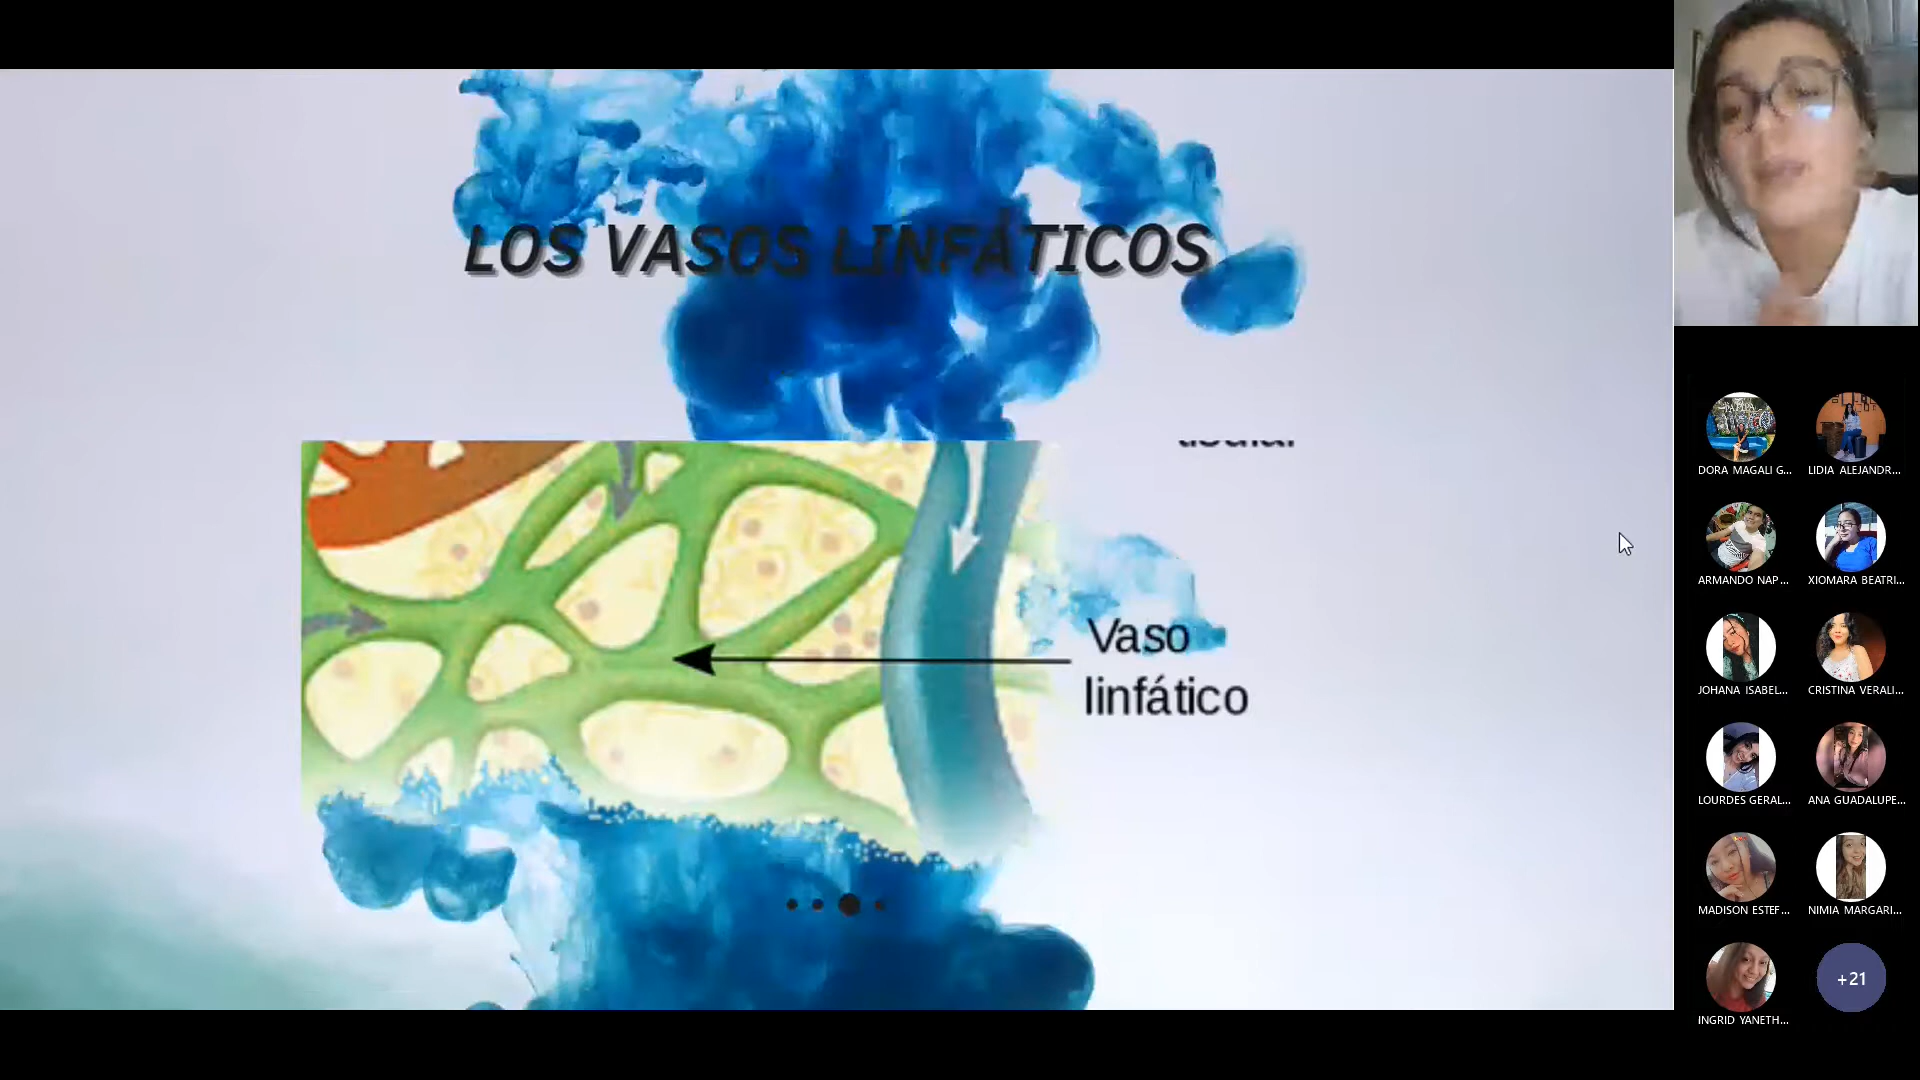 LOS VASOS LINFÁTICOS
Vaso
linfático
DORA MAGALI G...
LIDIA ALEJANDR...
ARMANDO NAP...
XIOMARA BEATRI...
JOHANA ISABEL...
CRISTINA VERALI...
LOURDES GERAL...
ANA GUADALUPE...
MADISON ESTEF...
NIMIA MARGARI...
INGRID YANETH...
+21